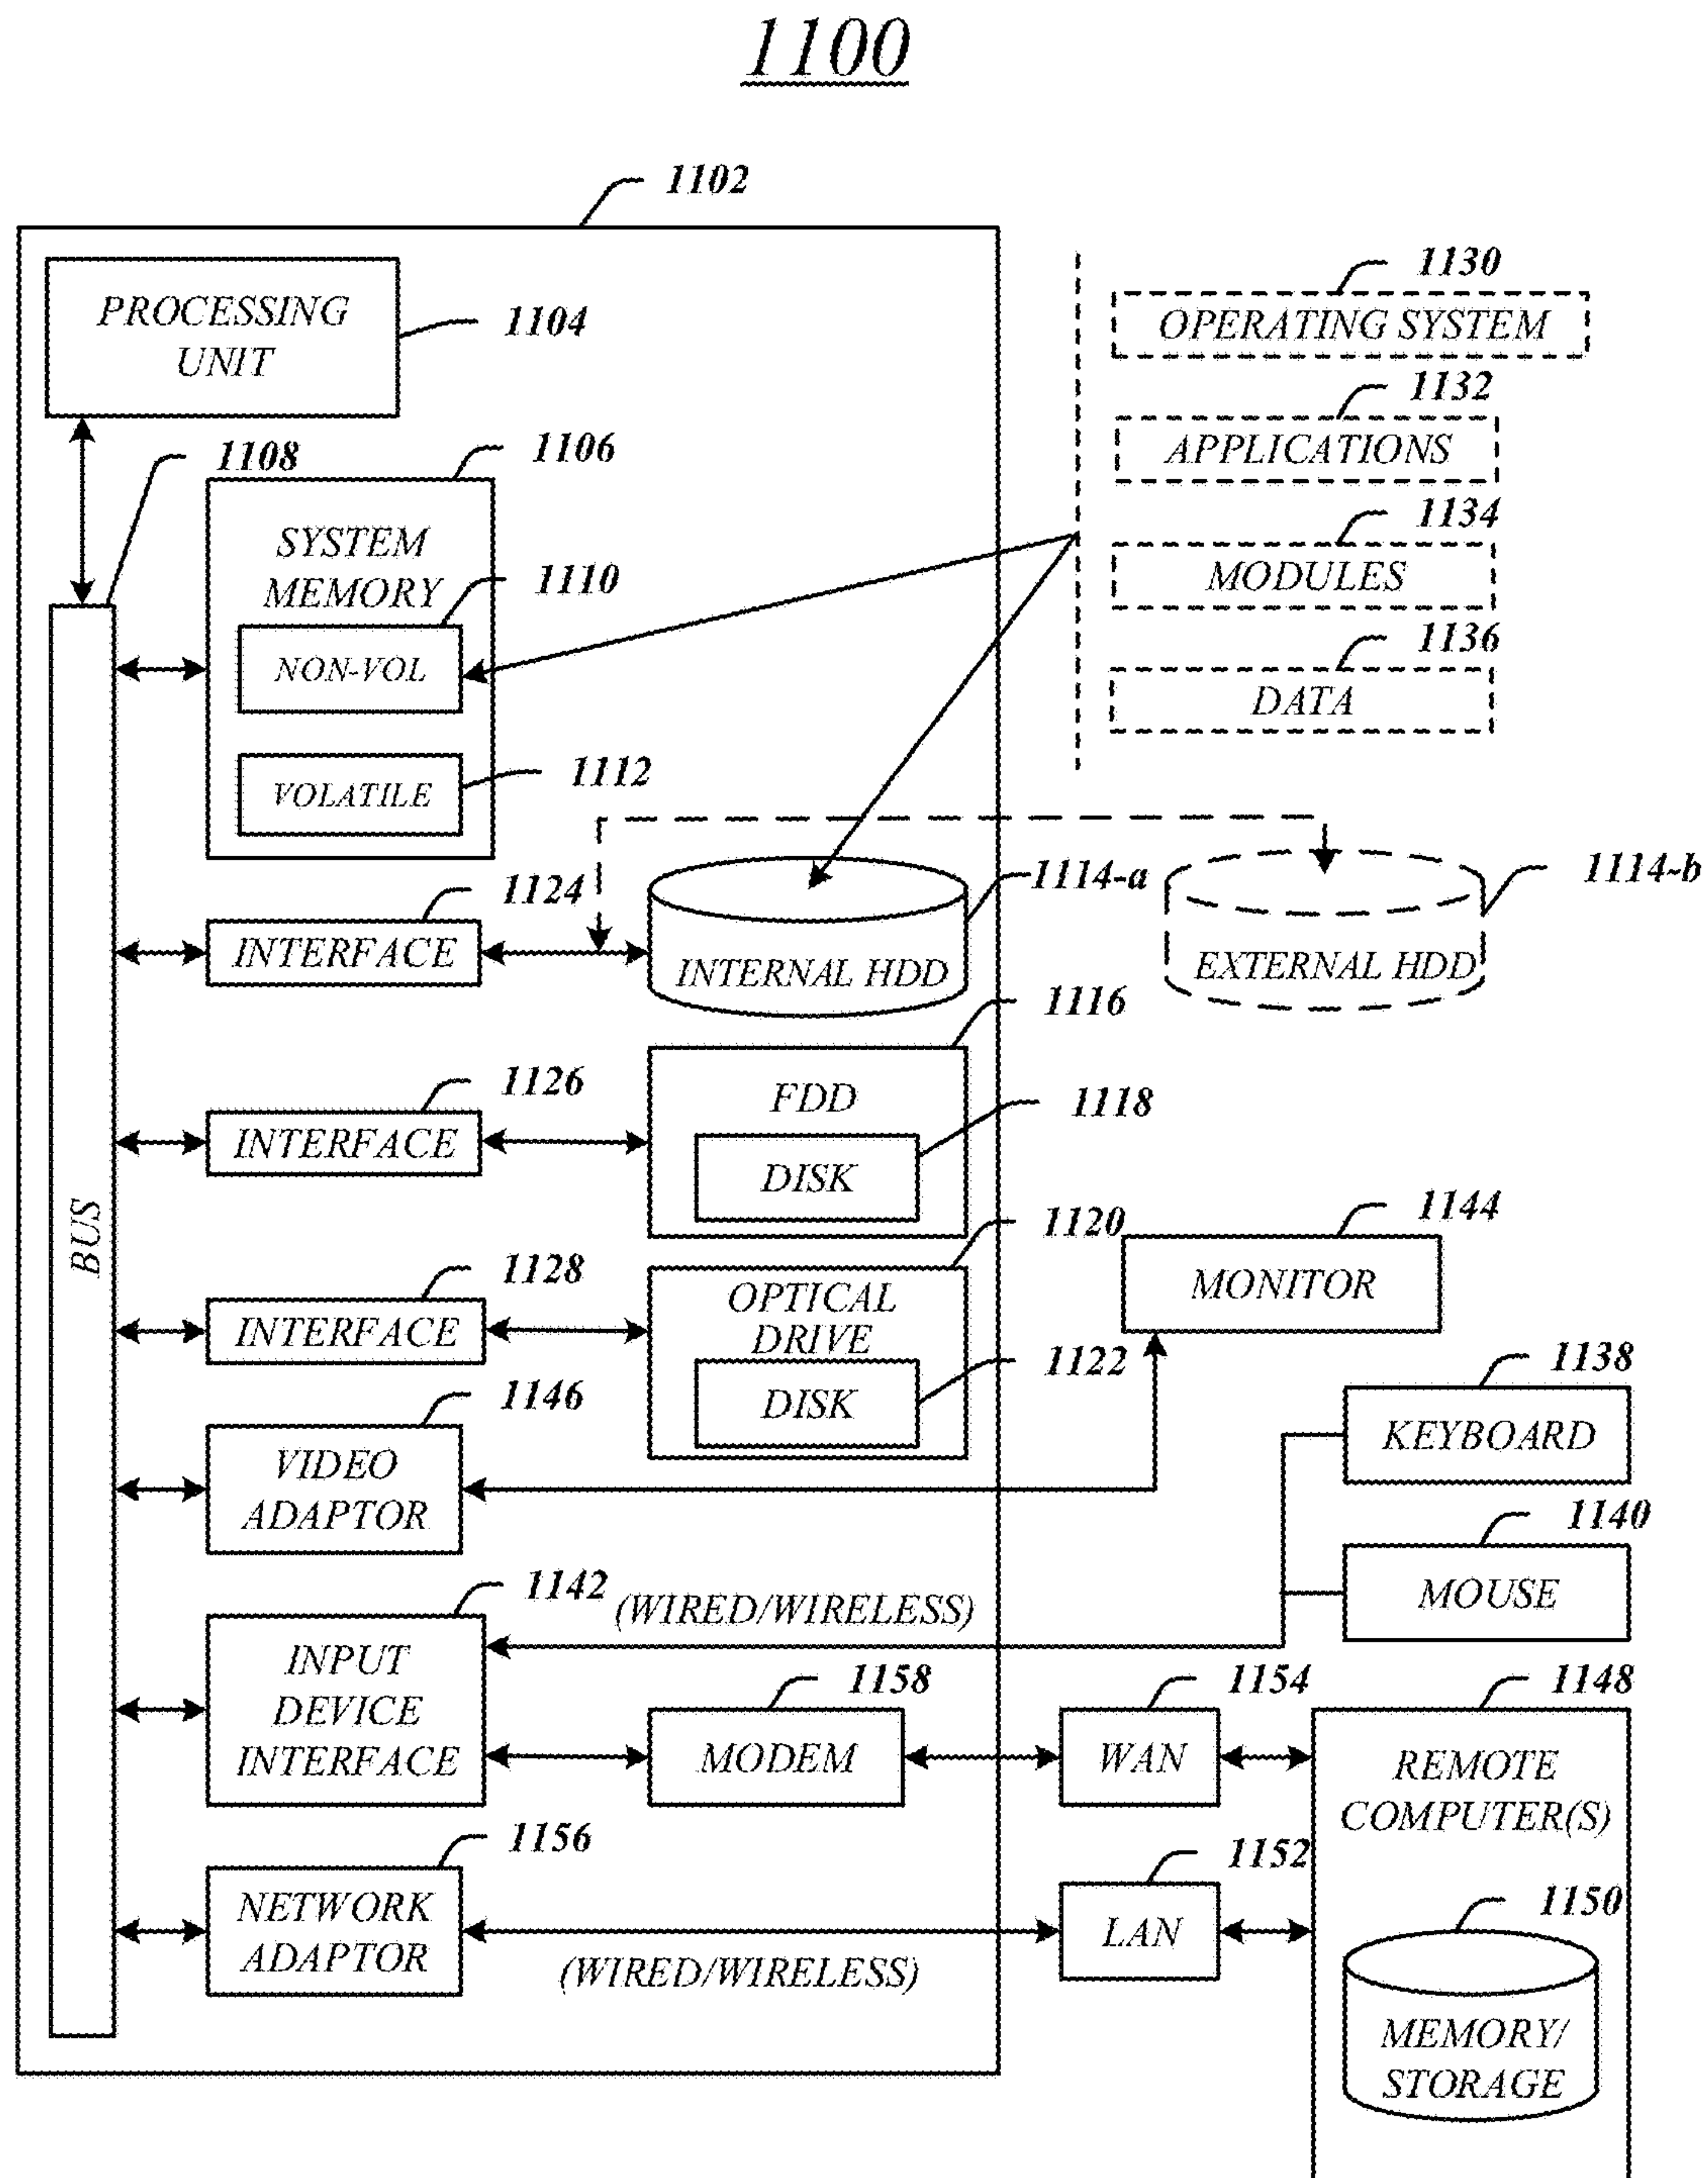 1100
1102
PROCESSING
UNIT
1104
1130
OPERATING SYSTEM
1132
APPLICATIONS
1134
MODULES
1136
DATA
1108
1106
SYSTEM
MEMORY
1110
NON-VOL
1112
VOLATILE
1124
INTERFACE
1114-a
INTERNAL HDD
1114-b
EXTERNAL HDD
1116
1126
INTERFACE
FDD
1118
DISK
BUS
1120
1128
INTERFACE
OPTICAL
DRIVE
1122
DISK
1144
MONITOR
1138
KEYBOARD
1146
VIDEO
ADAPTOR
1140
MOUSE
1142
(WIRED/WIRELESS)
INPUT
DEVICE
INTERFACE
1158
MODEM
1154
WAN
1148
REMOTE
COMPUTER(S)
1156
NETWORK
ADAPTOR
(WIRED/WIRELESS)
1152
LAN
1150
MEMORY/
STORAGE